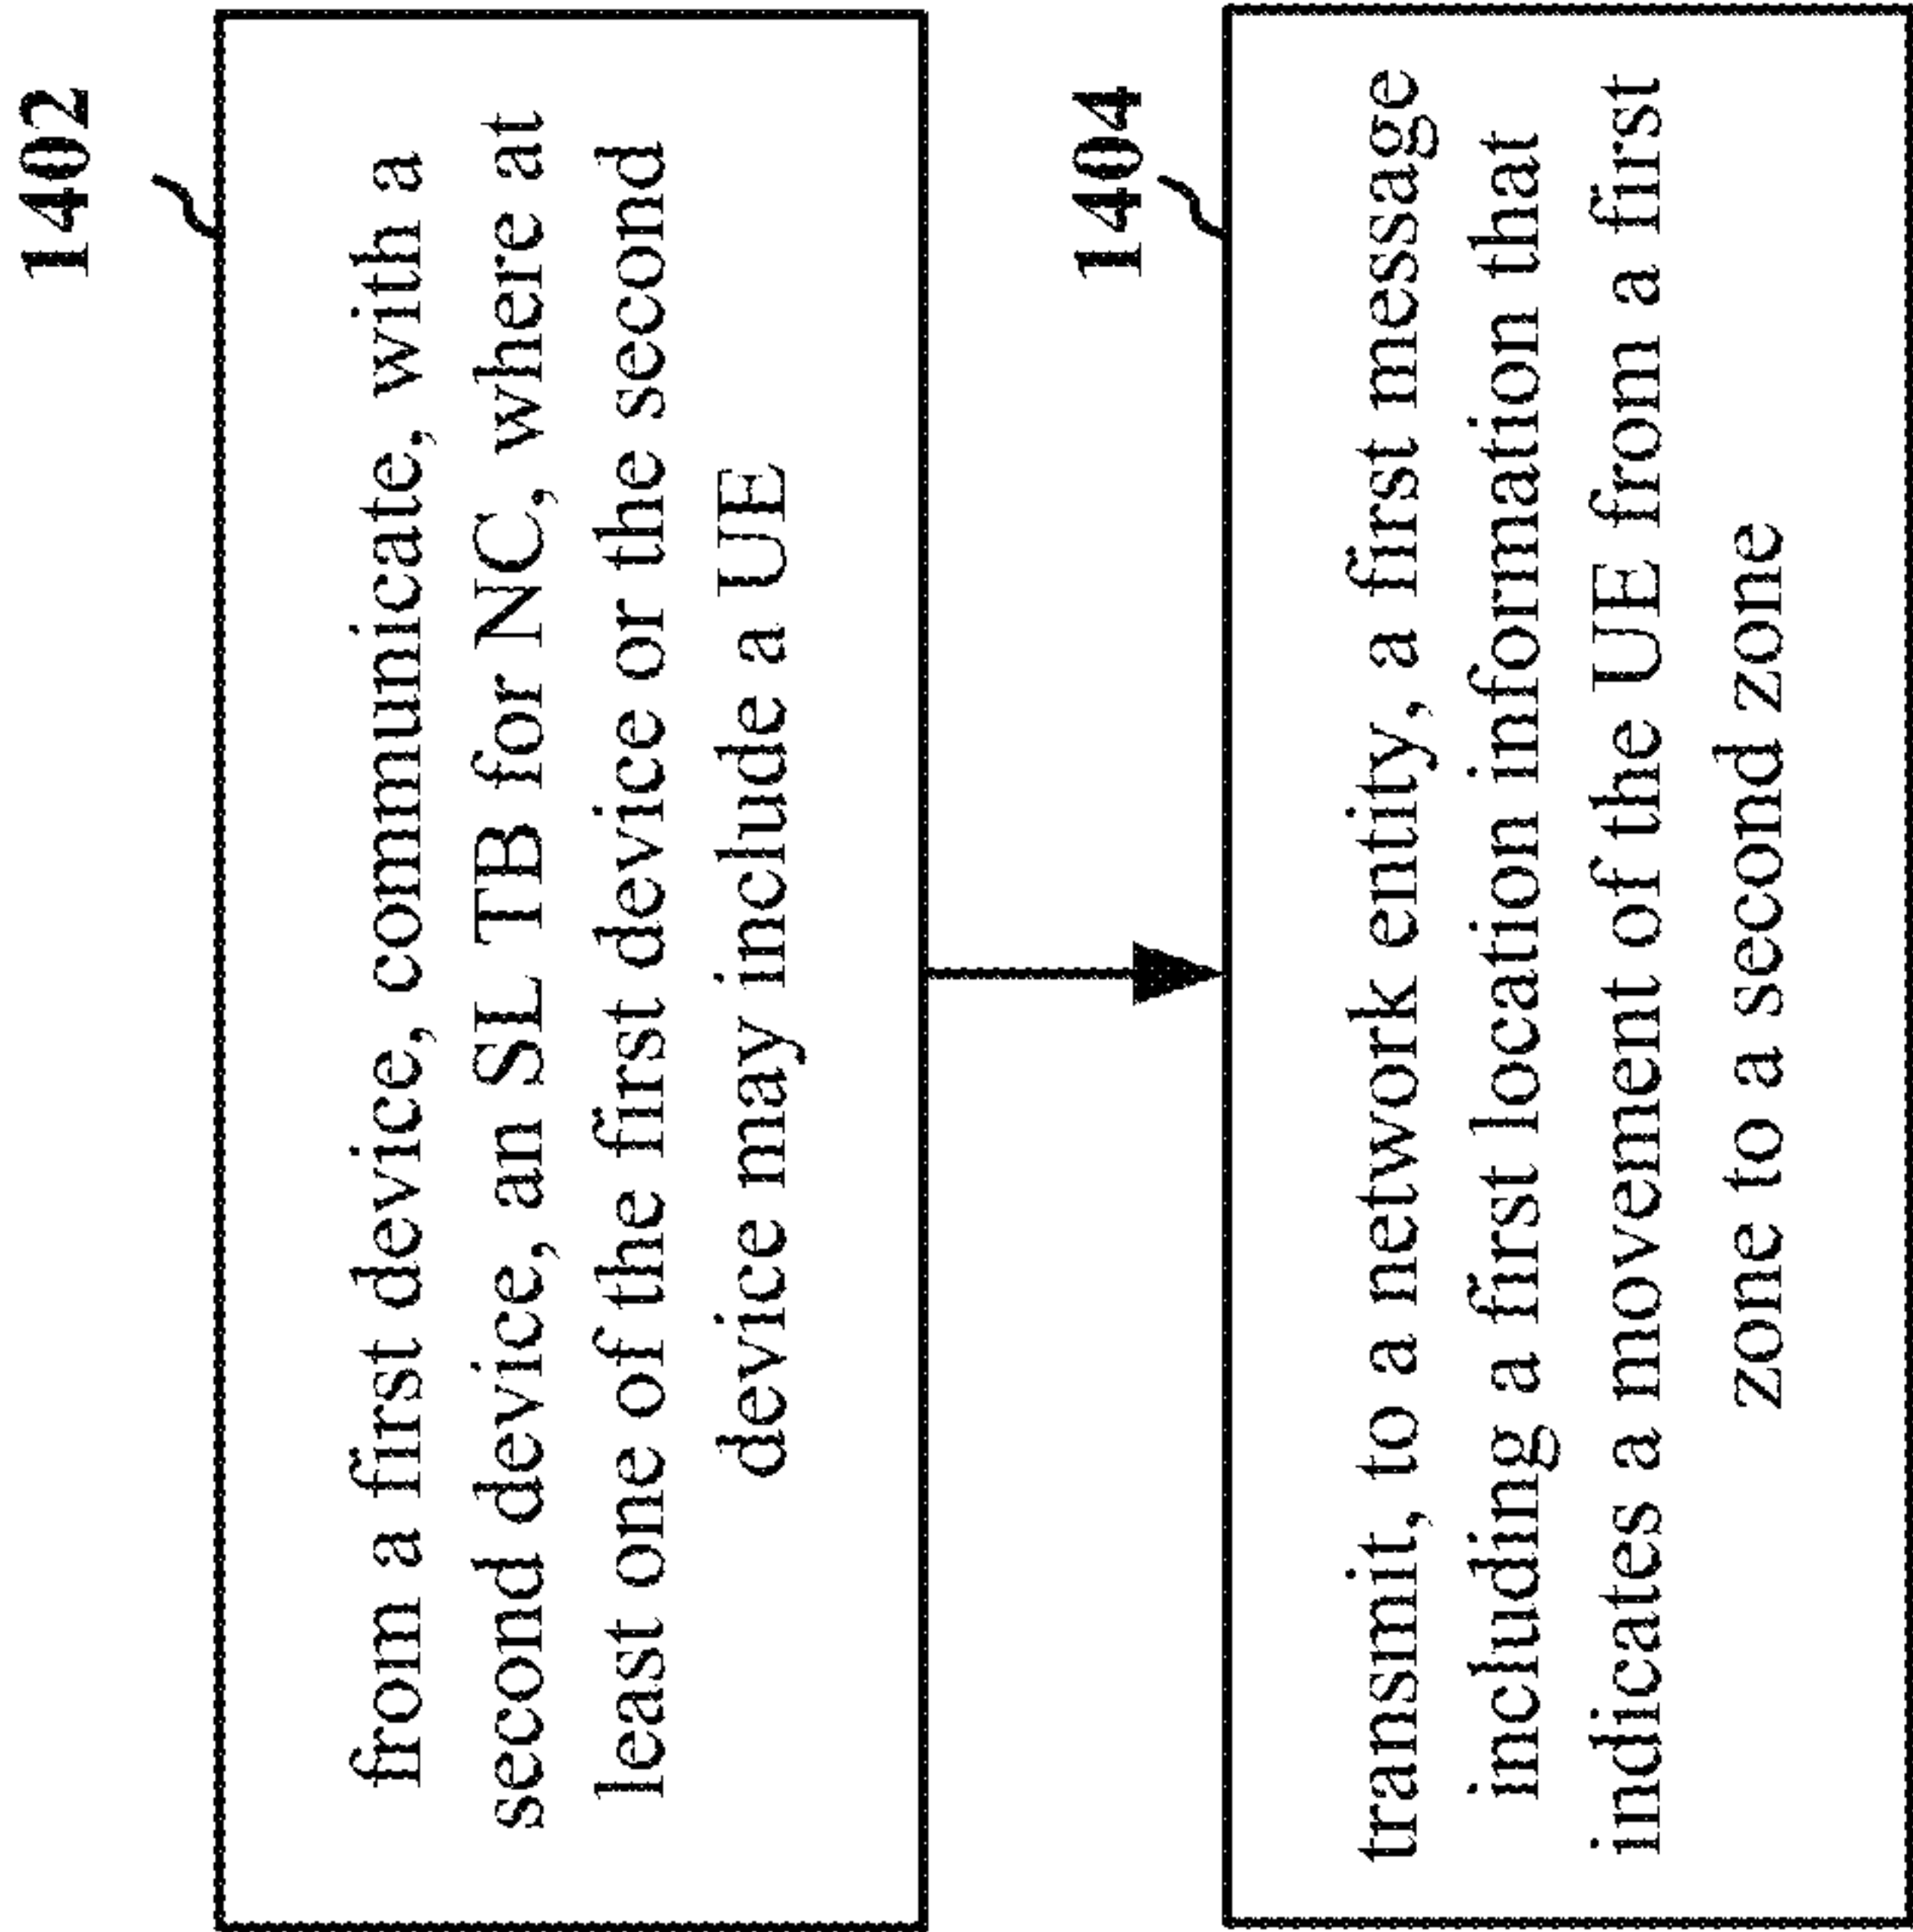 1402
from a first device, communicate, with a
second device, an SL TB for NC, where at
least one of the first device or the second
device may include a UE
1404
transmit, to a network entity, a first message
including a first location information that
indicates a movement of the UE from a first
zone to a second zone